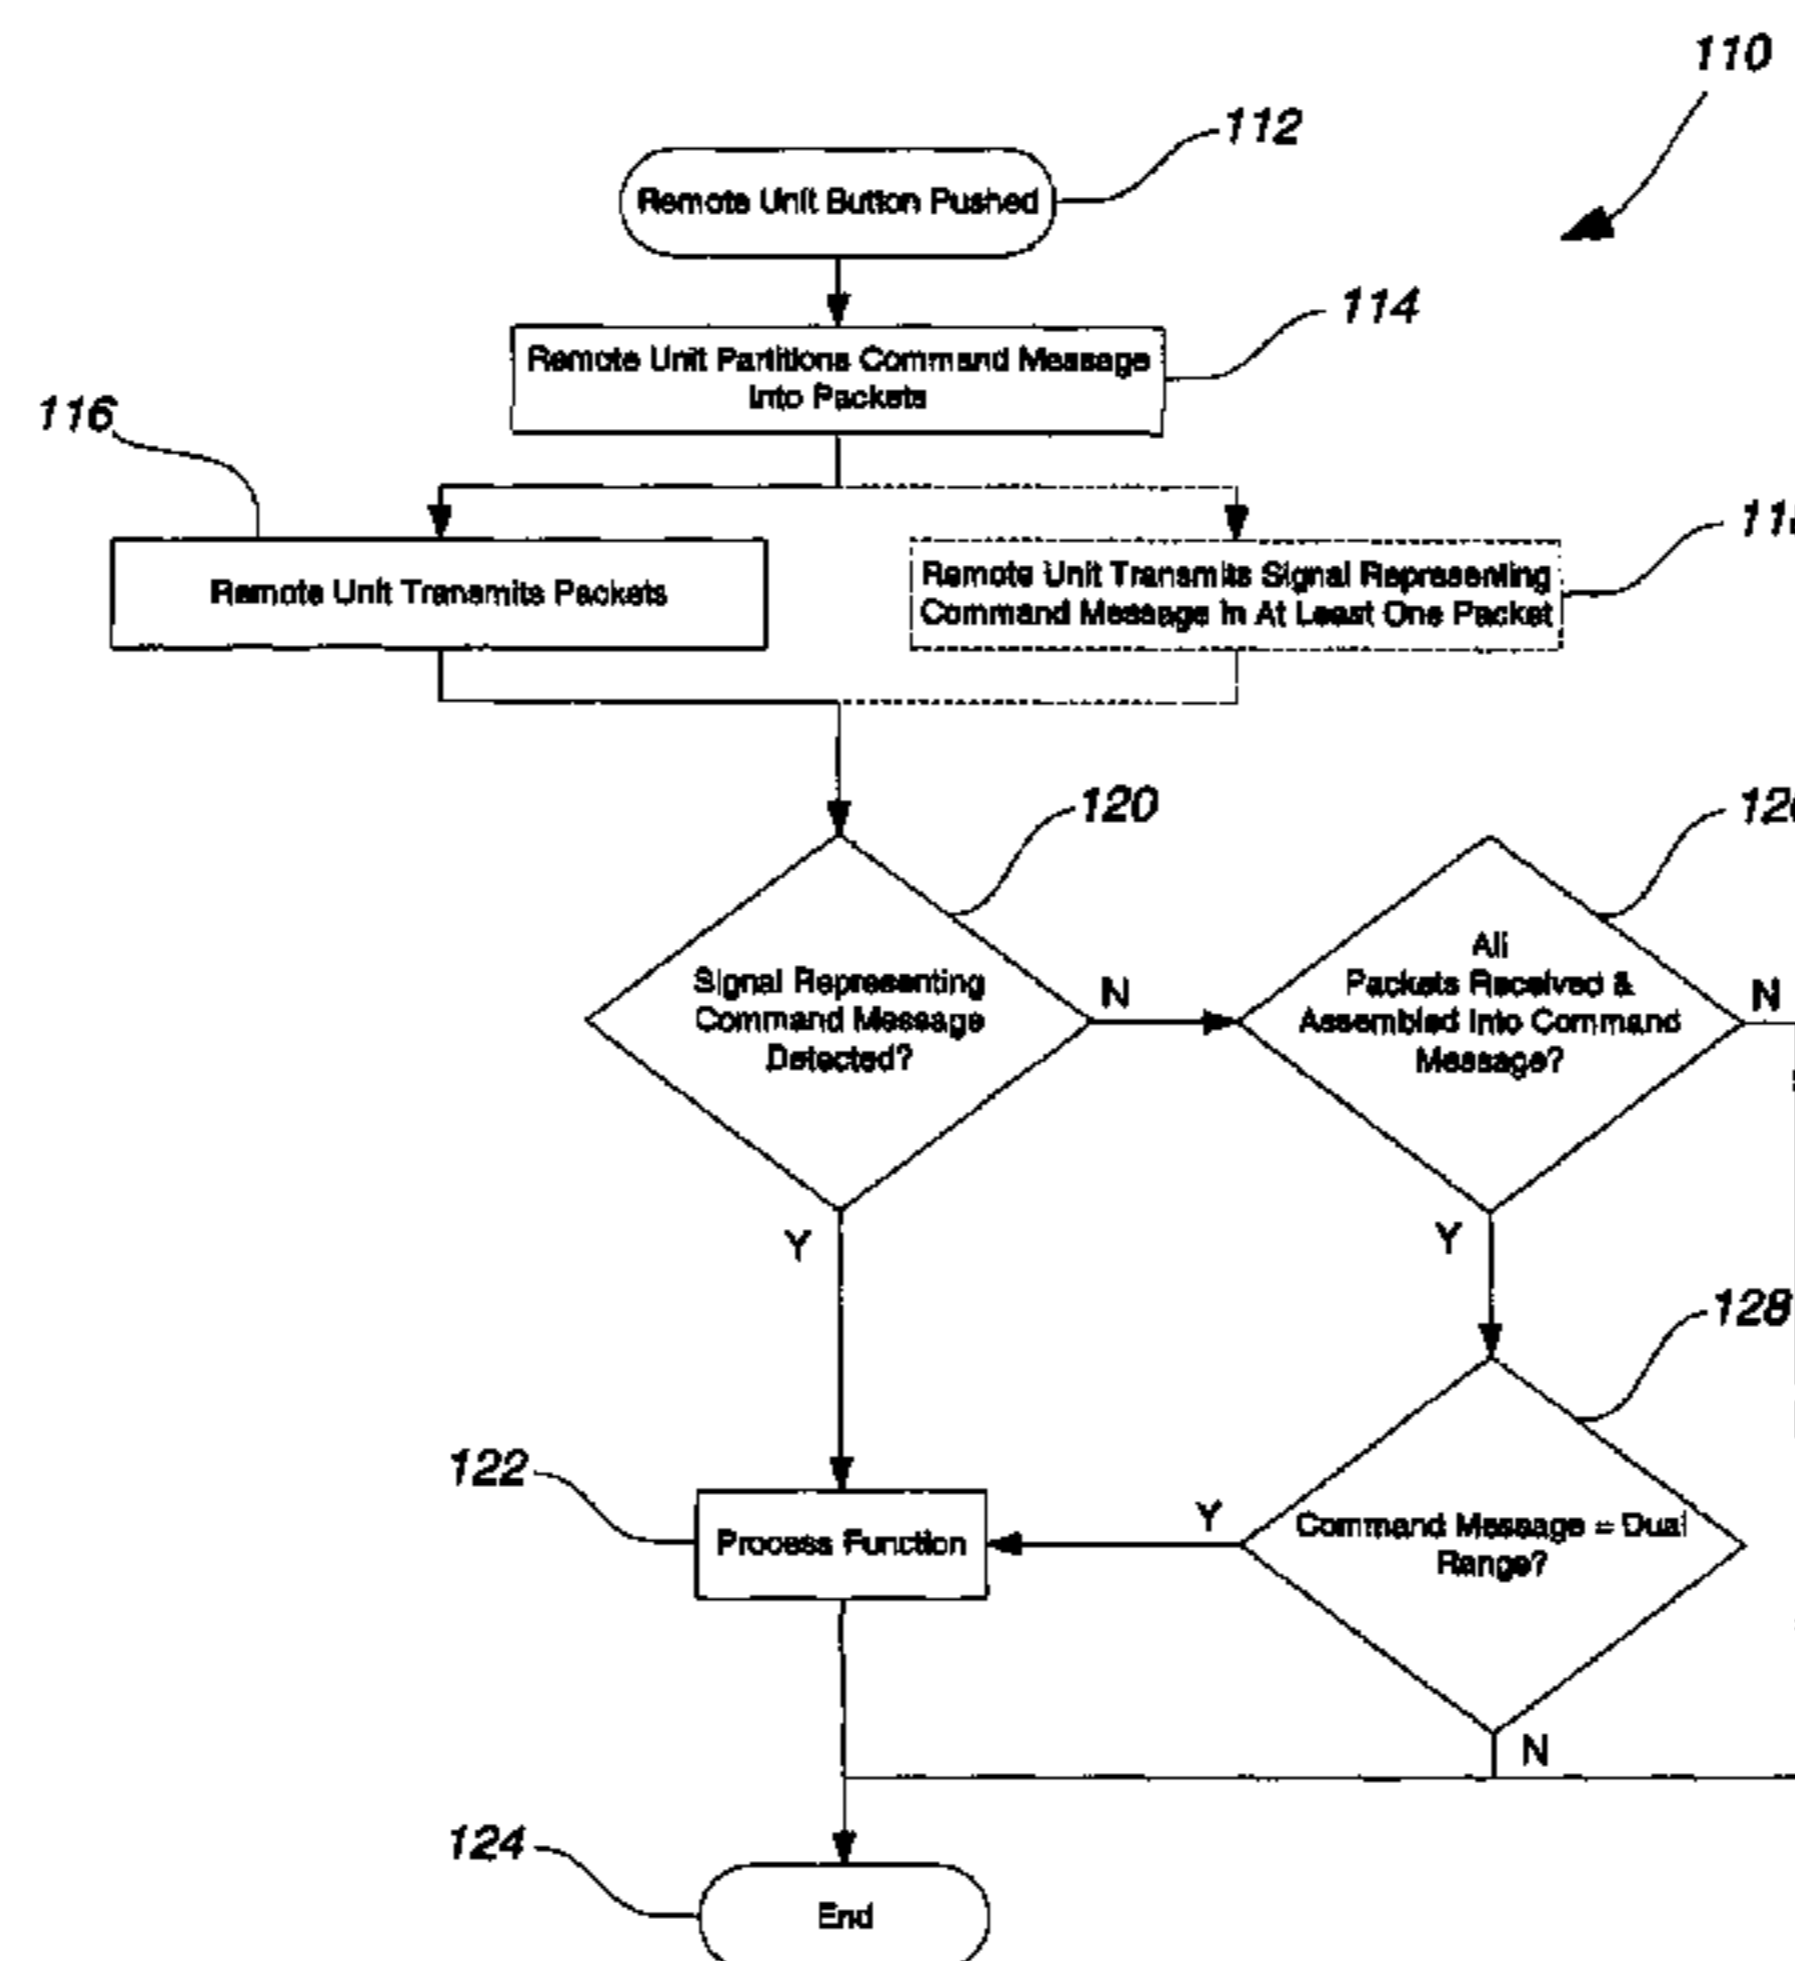 110
112
Remote Unit Button Pushed
114
Remote Unit Partitions Command Message
Into Packets
116
Remote Unit Transmits Packets
Remote Unit Transmits Signal Representing
Command Message In At Least One Packet
120
Signal Representing
Command Message
Detected?
N
All
Packets Received &
Assembled Into Command
Message?
N
Y
Y
128
122
Process Function
Y
Command Message = Dual
Range?
N
124
End